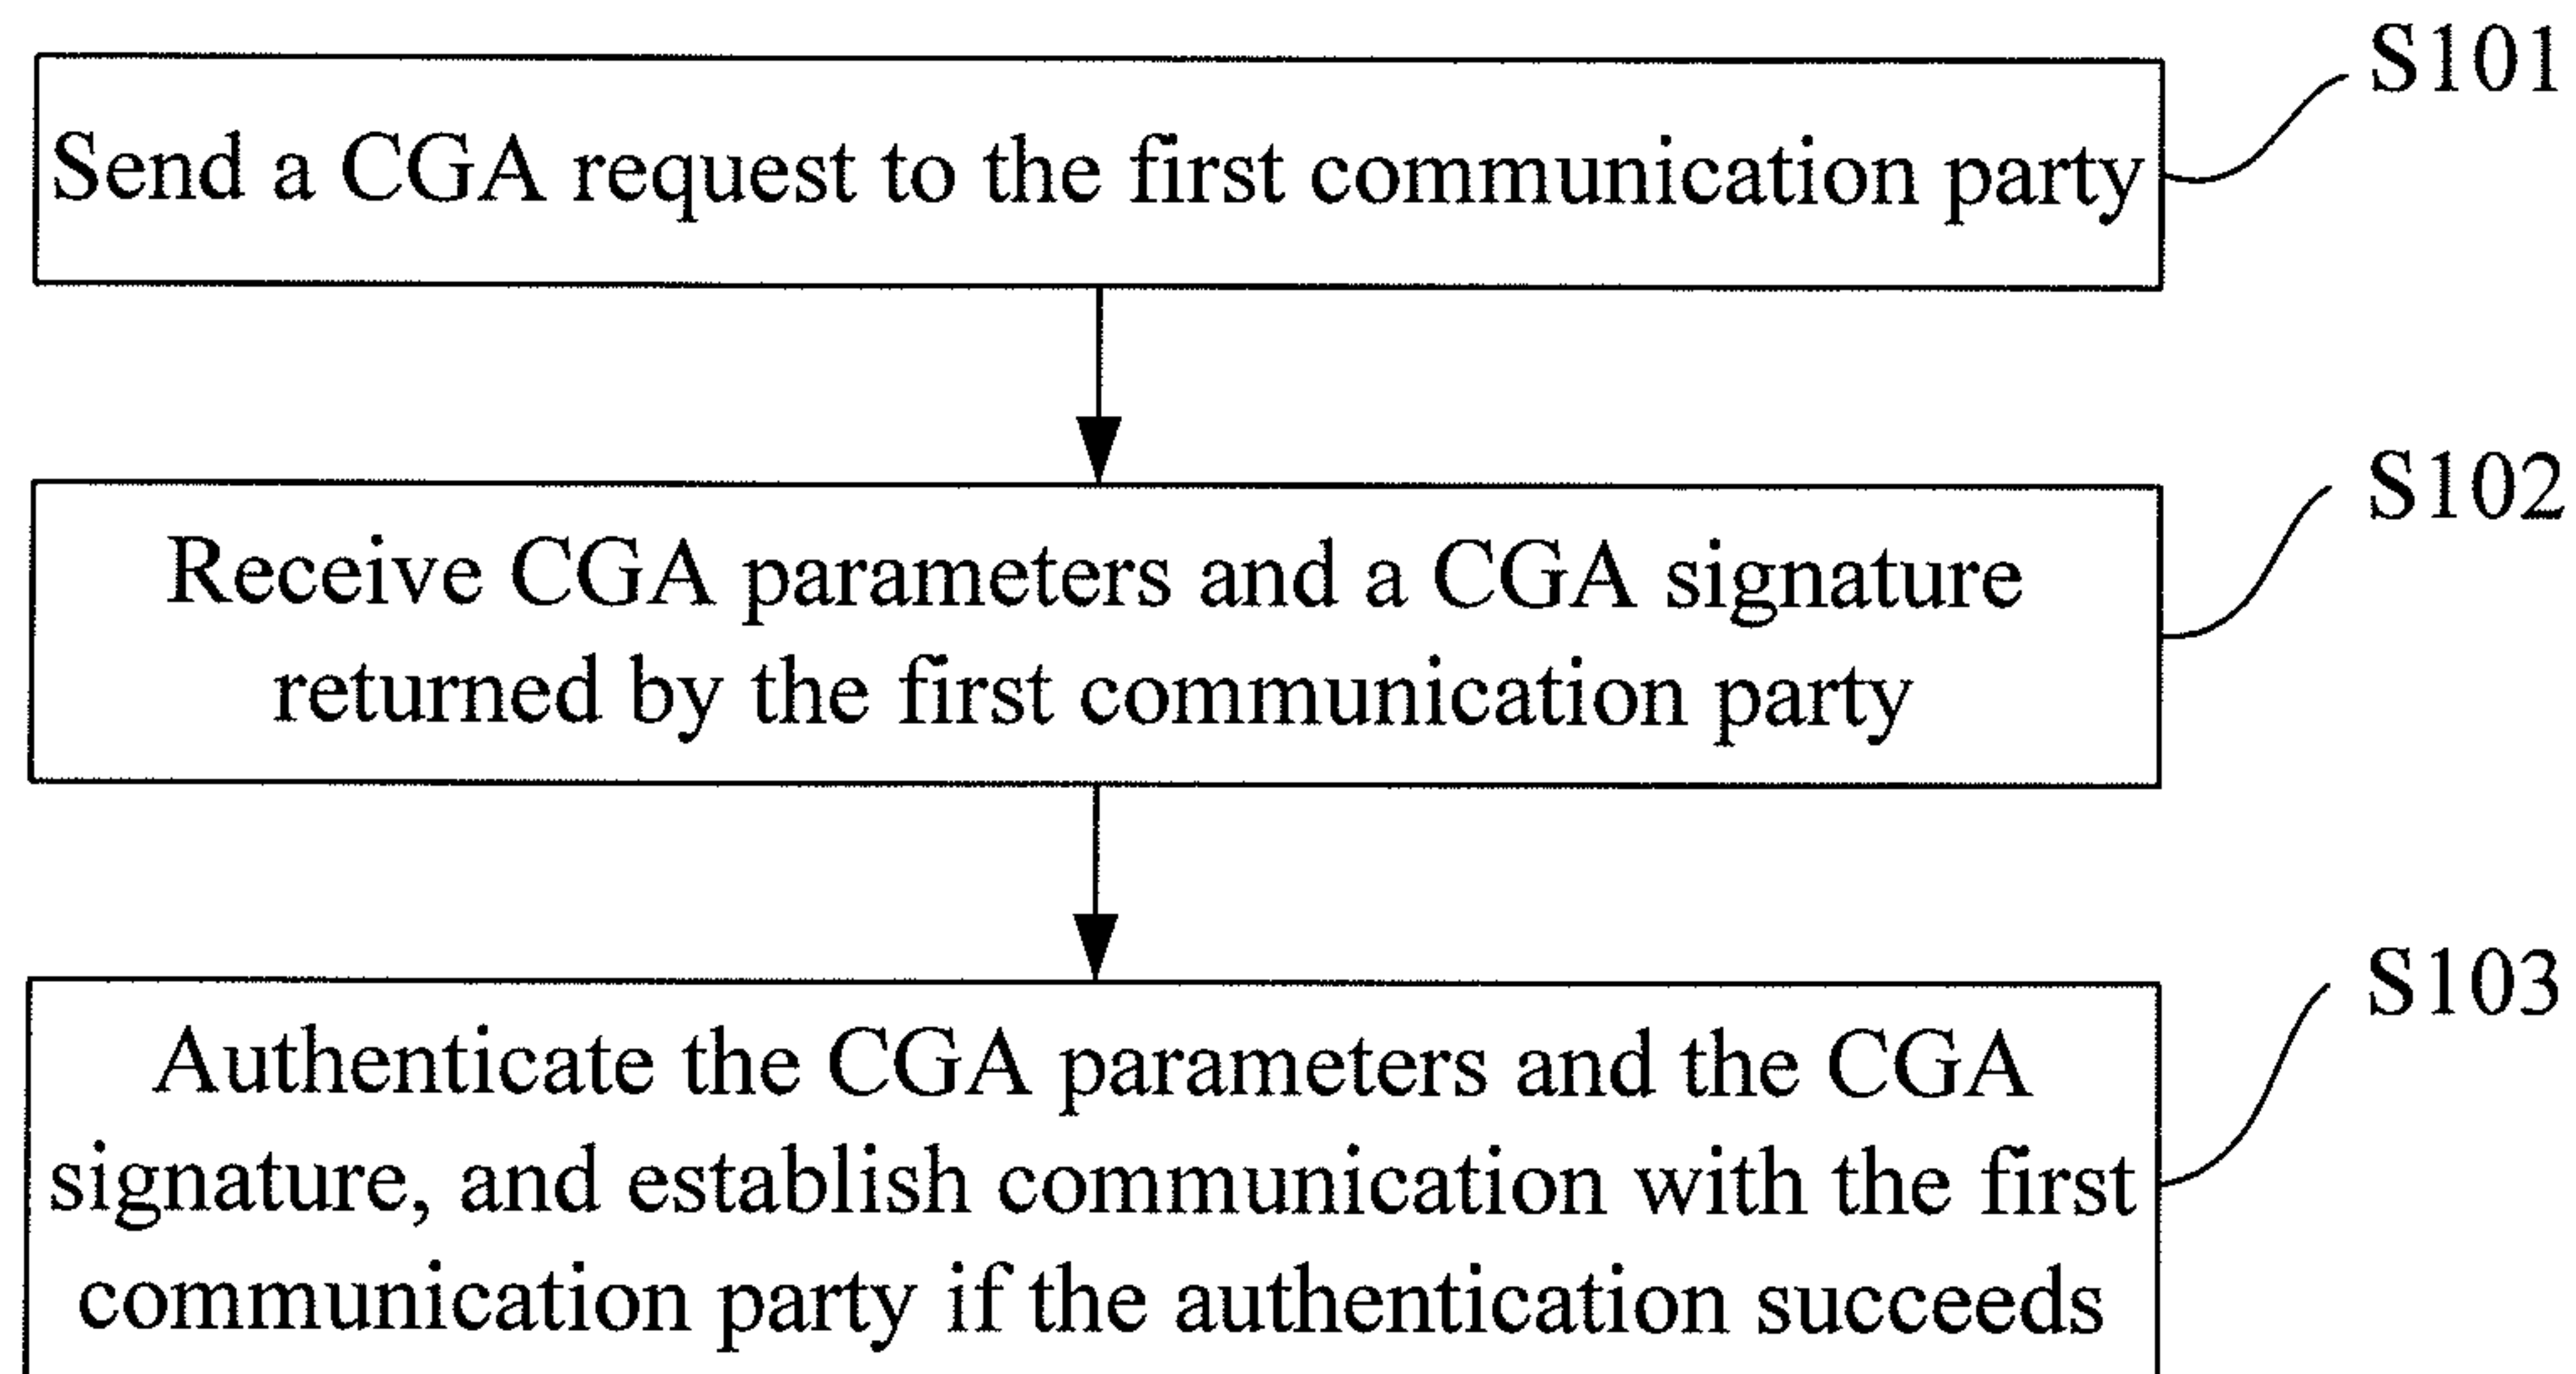 S101
Send a CGA request to the first communication party
S102
Receive CGA parameters and a CGA signature
returned by the first communication party
S103
Authenticate the CGA parameters and the CGA
signature, and establish communication with the first
communication party if the authentication succeeds